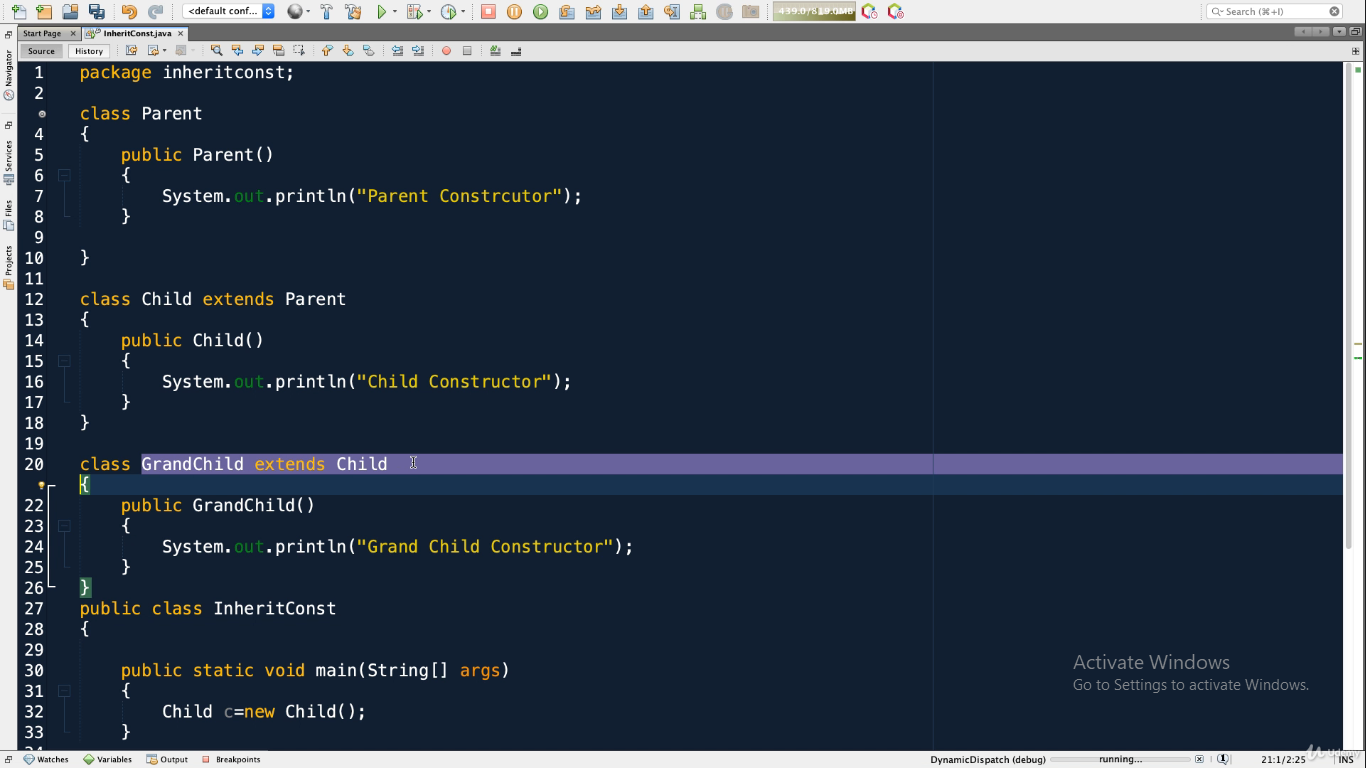 <default conf...
439.0/819.0MB
Search (⌘+I)
Start Page
InheritConst.java
Source
History
Navigator
Services
Files
Projects
1 package inheritconst;
2
class Parent
4 {
5 public Parent()
6 {
7 System.out.println("Parent Constrcutor");
8 }
9
10 }
11
12 class Child extends Parent
13 {
14 public Child()
15 {
16 System.out.println("Child Constructor");
17 }
18 }
19
20 class GrandChild extends Child
{
22 public GrandChild()
23 {
24 System.out.println("Grand Child Constructor");
25 }
26 }
27 public class InheritConst
28 {
29
30 public static void main(String[] args)
31 {
32 Child c=new Child();
33 }
Activate Windows
Go to Settings to activate Windows.
Watches
Variables
Output
Breakpoints
DynamicDispatch (debug)
running...
1
21:1/2:25
INS
Udemy